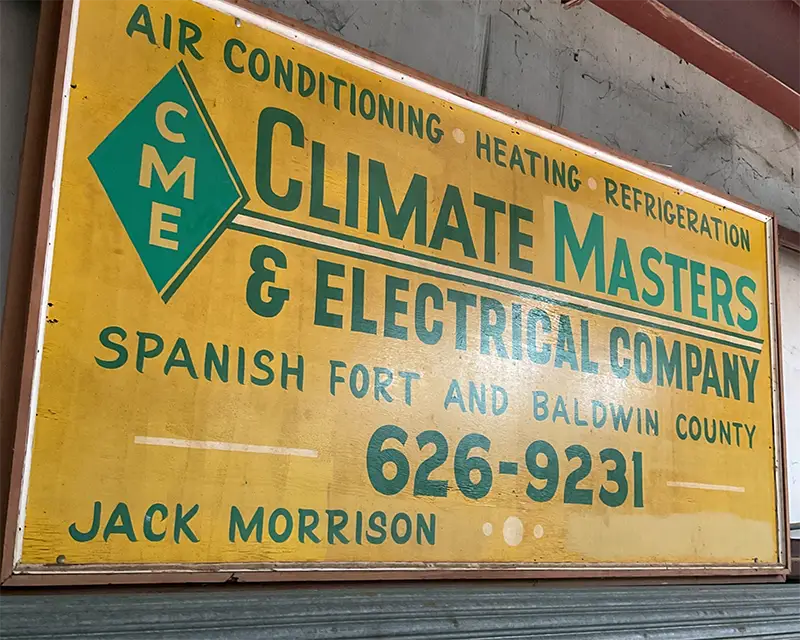 AIR CONDITIONING • HEATING • REFRIGERATION
CME
CLIMATE MASTERS
& ELECTRICAL COMPANY
SPANISH FORT AND BALDWIN COUNTY
626-9231
JACK MORRISON